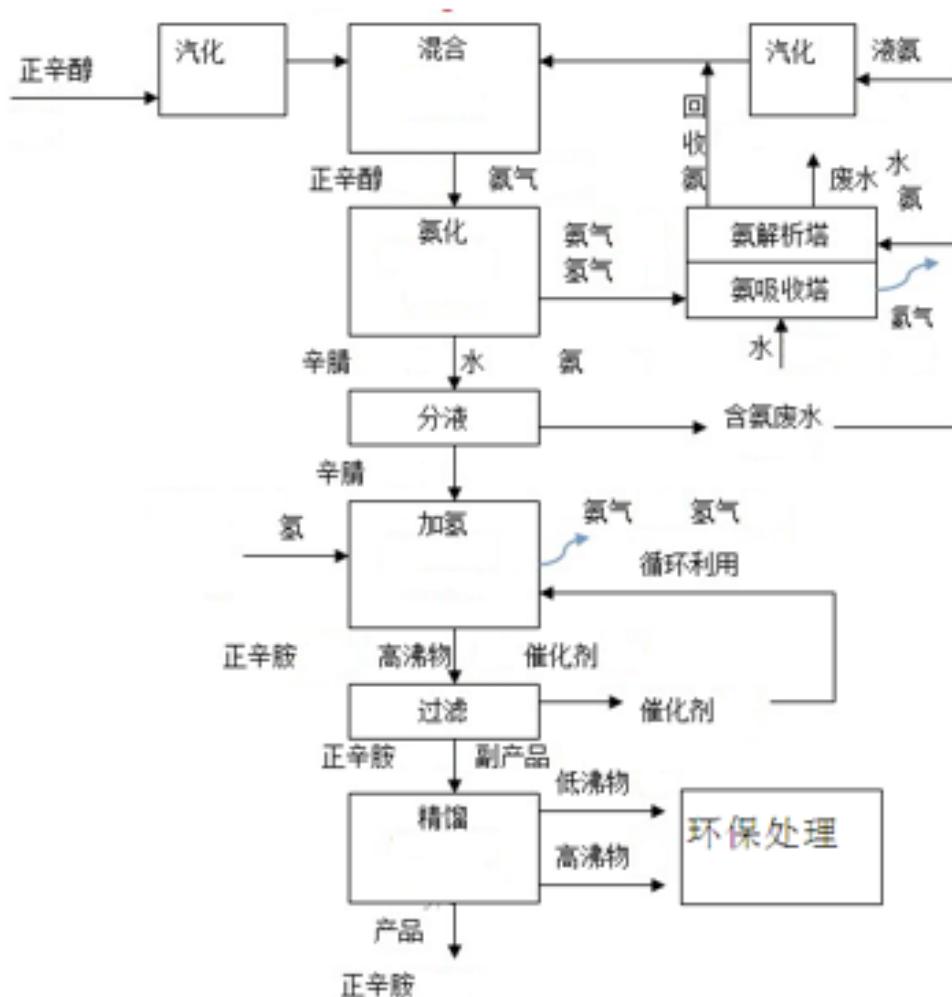 正辛醇
汽化
混合
汽化
液氨
回收氨
废水
水
氨
正辛醇
氨气
氨化
氨气
氢气
氨解析塔
氨吸收塔
氢气
水
辛腈
水
氨
分液
含氨废水
辛腈
氢
加氢
氨气
氢气
循环利用
正辛胺
高沸物
催化剂
过滤
催化剂
正辛胺
副产品
精馏
低沸物
高沸物
环保处理
产品
正辛胺